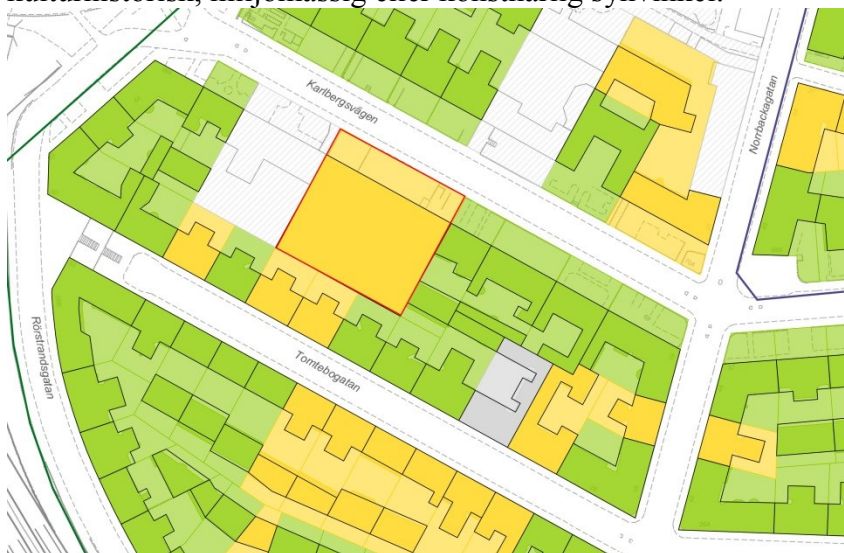 kulturhistorisk, miljömässig eller konstnärlig synvinkel.
Karlbergsvägen
Norrbackagatan
Tomtebogatan
Rörstrandsgatan